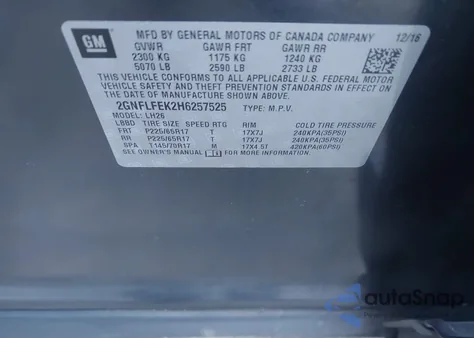 GM
MFD BY GENERAL MOTORS OF CANADA COMPANY 12/16
GVWR GAWR FRT GAWR RR
2300 KG 1175 KG 1240 KG
5070 LB 2590 LB 2733 LB
THIS VEHICLE CONFORMS TO ALL APPLICABLE U.S. FEDERAL MOTOR
VEHICLE SAFETY, BUMPER, AND THEFT PREVENTION STANDARDS IN
EFFECT ON THE DATE OF MANUFACTURE SHOWN ABOVE.
2GNFLFEK2H6257525 TYPE: M.P.V.
MODEL: LH26
LBBD TIRE SIZE SPEED RTG RIM COLD TIRE PRESSURE
FRT P225/65R17 T 17X7J 240KPA(35PSI)
RR P225/65R17 T 17X7J 240KPA(35PSI)
SPA T145/70R17 M 17X4.5T 420KPA(60PSI)
SEE OWNER'S MANUAL FOR MORE INFORMATION.
autoSnap